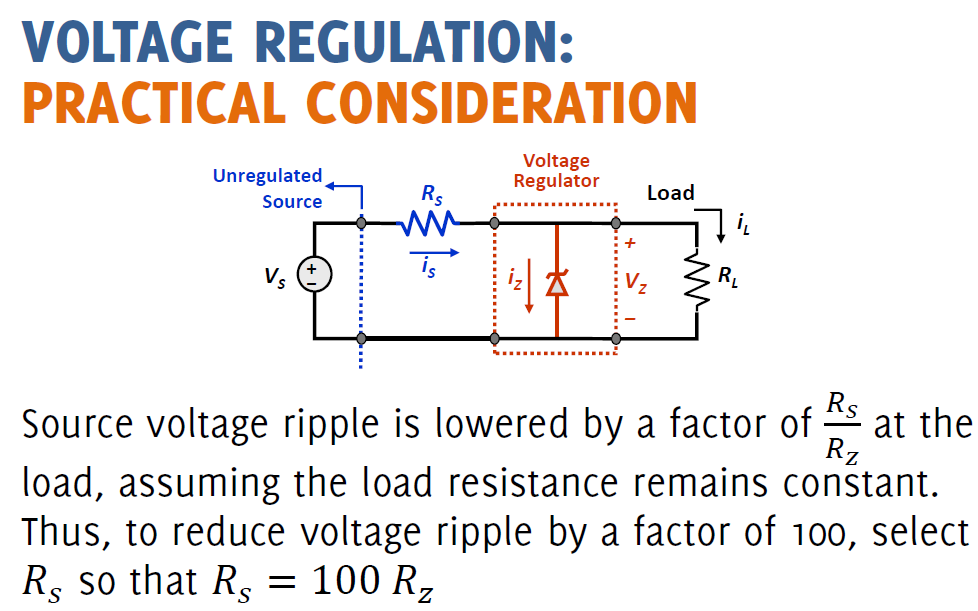 VOLTAGE REGULATION:
PRACTICAL CONSIDERATION
Unregulated
Source
Voltage
Regulator
Load
R_S
i_L
i_S
V_S
+
−
i_Z
+
V_Z
−
R_L
Source voltage ripple is lowered by a factor of R_S/R_Z at the
load, assuming the load resistance remains constant.
Thus, to reduce voltage ripple by a factor of 100, select
R_S so that R_S = 100 R_Z